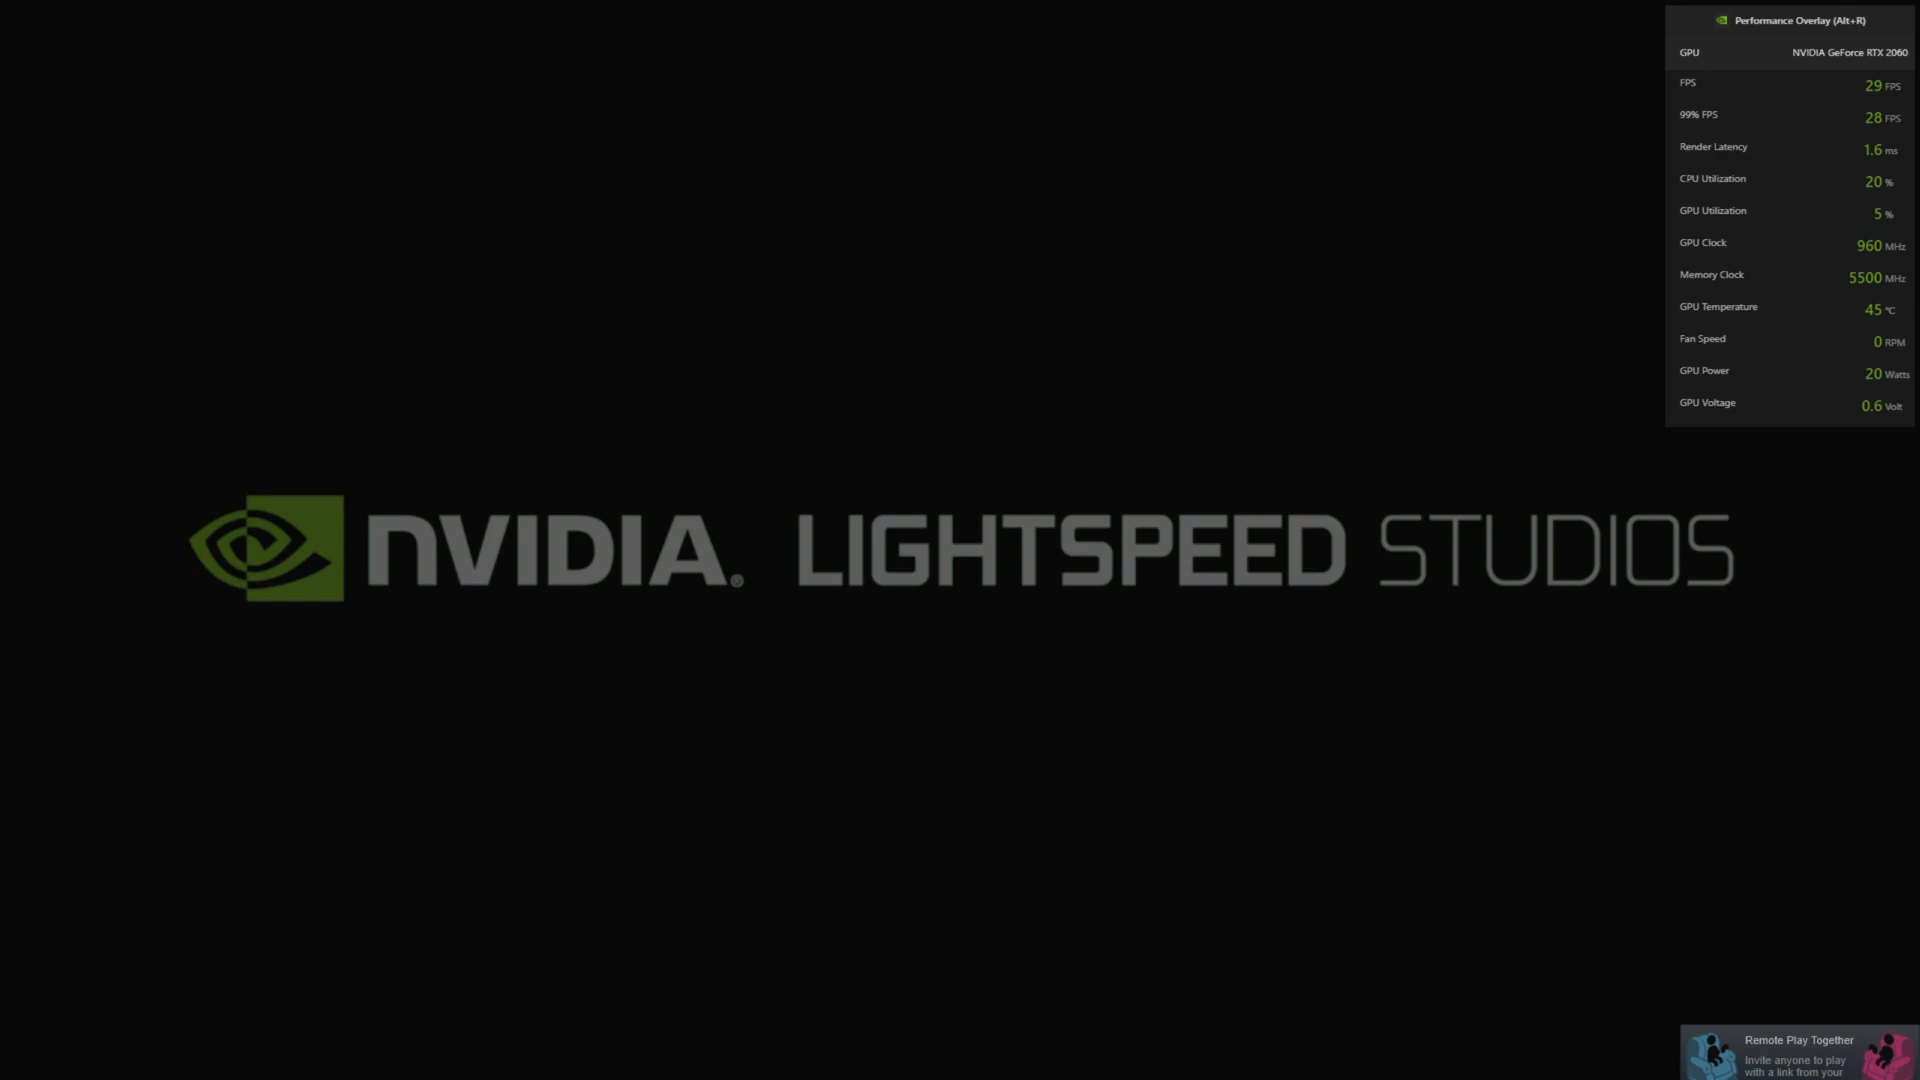 Performance Overlay (Alt+R)
GPU NVIDIA GeForce RTX 2060
FPS 29 FPS
99% FPS 28 FPS
Render Latency 1.6 ms
CPU Utilization 20 %
GPU Utilization 5 %
GPU Clock 960 MHz
Memory Clock 5500 MHz
GPU Temperature 45 °C
Fan Speed 0 RPM
GPU Power 20 Watts
GPU Voltage 0.6 Volt
NVIDIA® LIGHTSPEED STUDIOS
Remote Play Together
Invite anyone to play
with a link from your